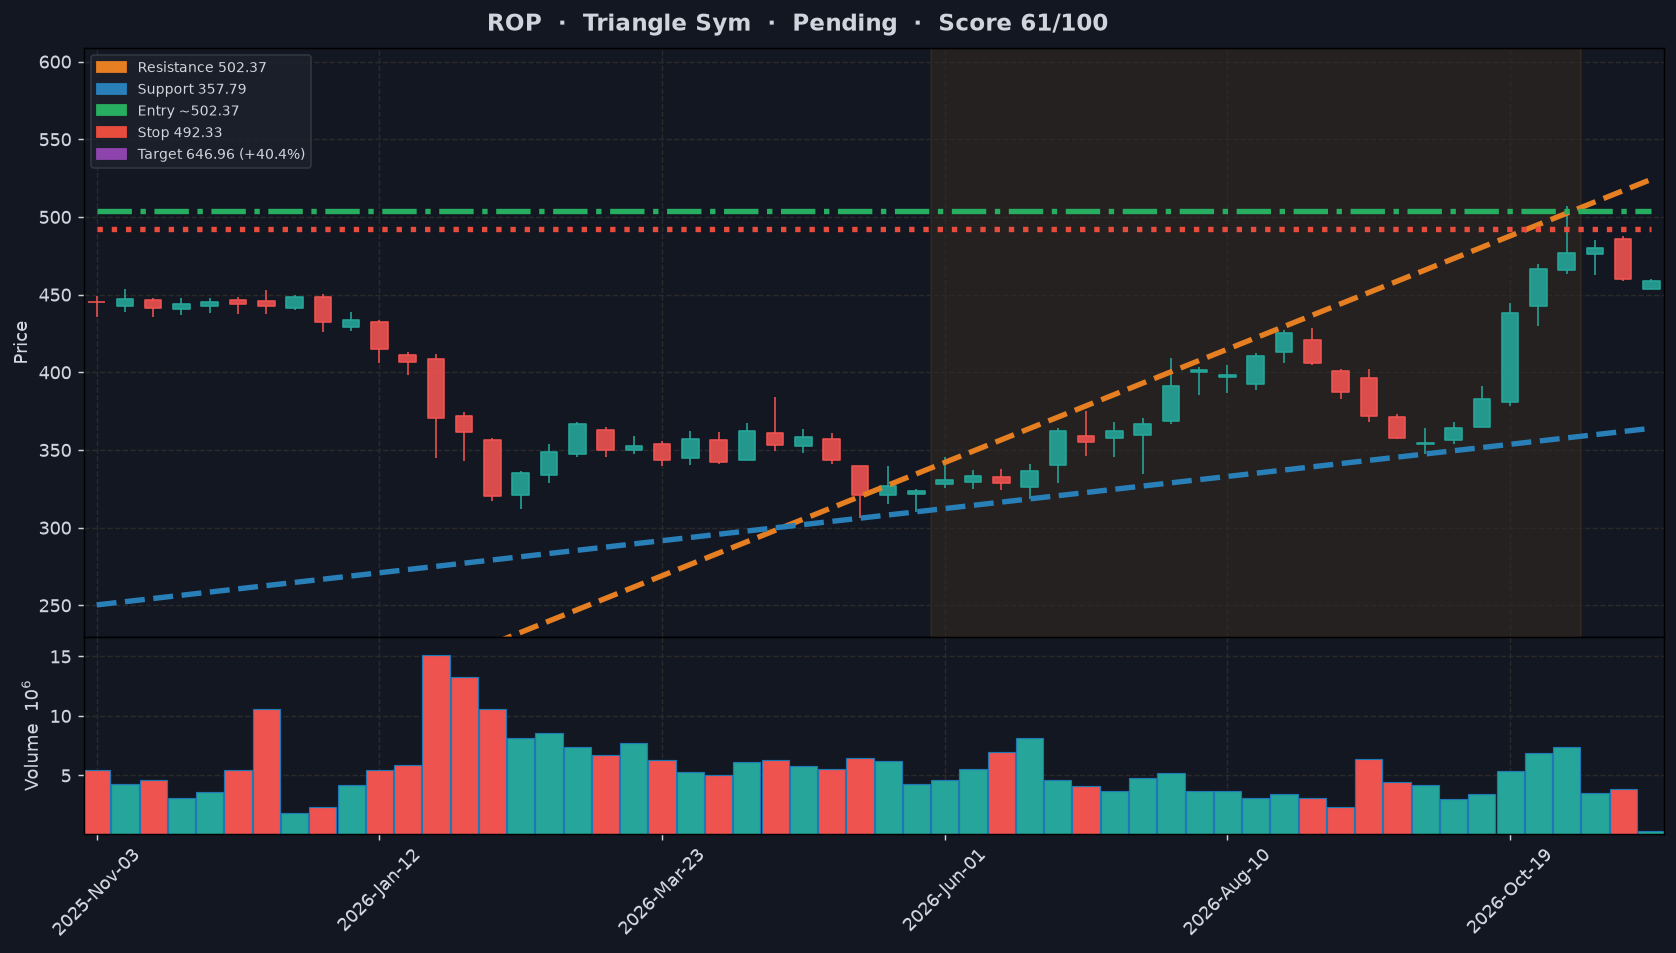 ROP · Triangle Sym · Pending · Score 61/100
Resistance 502.37
Support 357.79
Entry ~502.37
Stop 492.33
Target 646.96 (+40.4%)
600
550
500
450
400
350
300
250
Price
15
10
5
Volume 10⁶
2025-Nov-03
2026-Jan-12
2026-Mar-23
2026-Jun-01
2026-Aug-10
2026-Oct-19